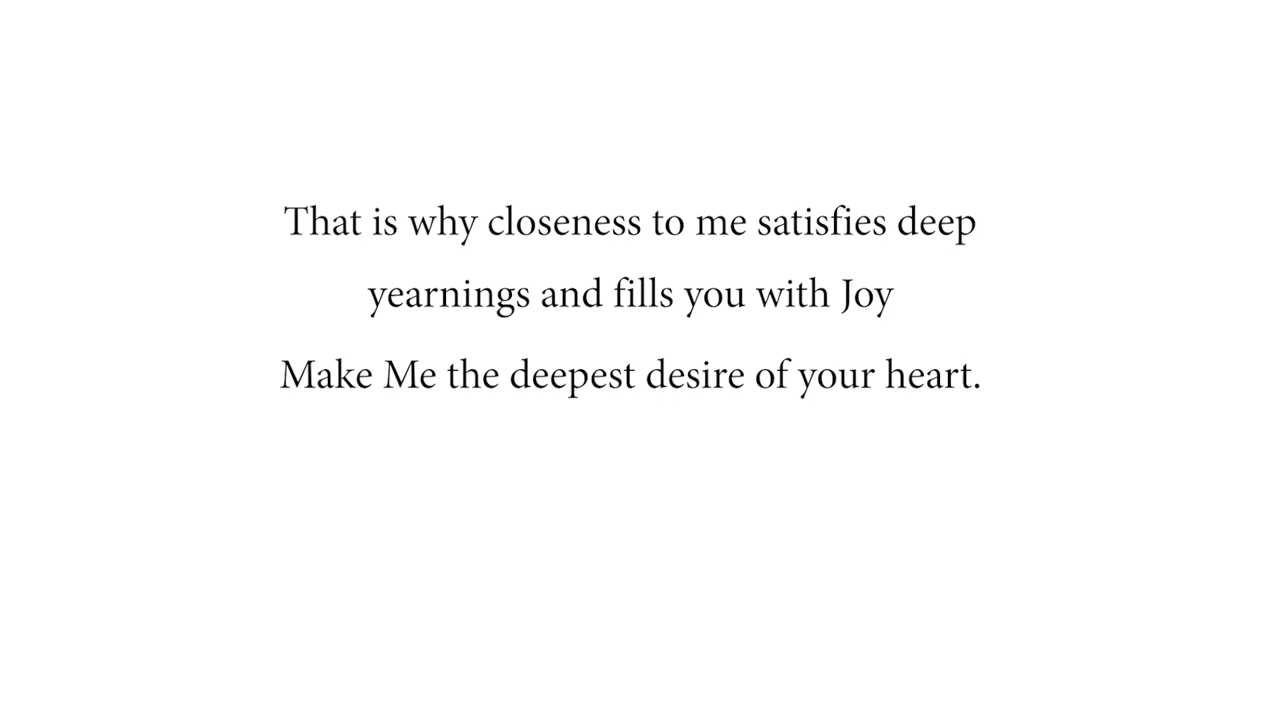 That is why closeness to me satisfies deep
yearnings and fills you with Joy
Make Me the deepest desire of your heart.